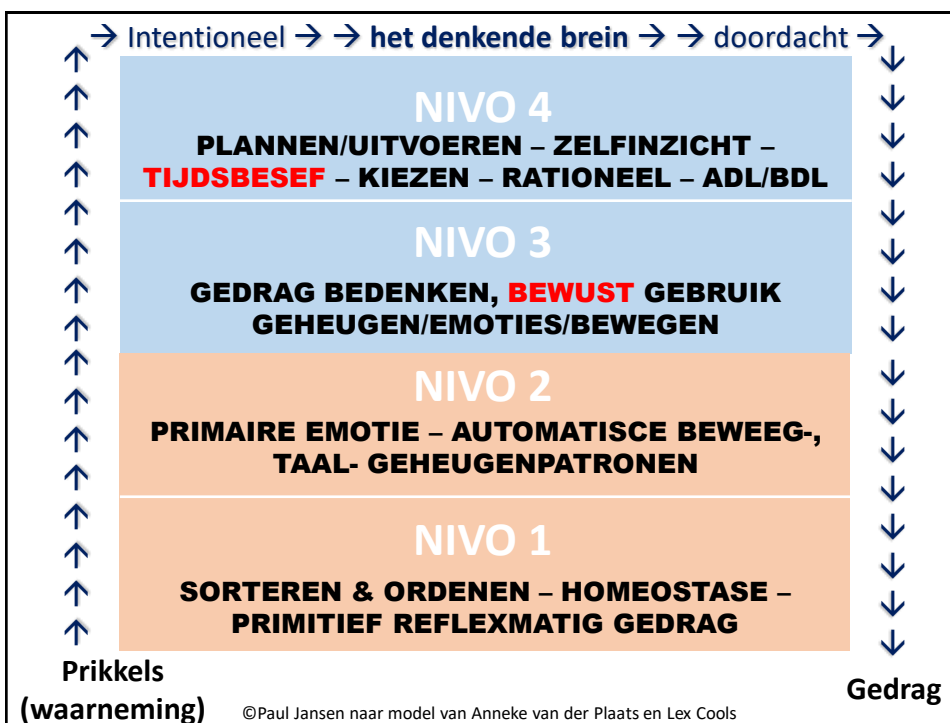 → Intentioneel → → het denkende brein → → doordacht →
NIVO 4
PLANNEN/UITVOEREN – ZELFINZICHT –
TIJDSBESEF – KIEZEN – RATIONEEL – ADL/BDL
NIVO 3
GEDRAG BEDENKEN, BEWUST GEBRUIK
GEHEUGEN/EMOTIES/BEWEGEN
NIVO 2
PRIMAIRE EMOTIE – AUTOMATISCE BEWEEG-,
TAAL- GEHEUGENPATRONEN
NIVO 1
SORTEREN & ORDENEN – HOMEOSTASE –
PRIMITIEF REFLEXMATIG GEDRAG
Prikkels
(waarneming)
Gedrag
©Paul Jansen naar model van Anneke van der Plaats en Lex Cools